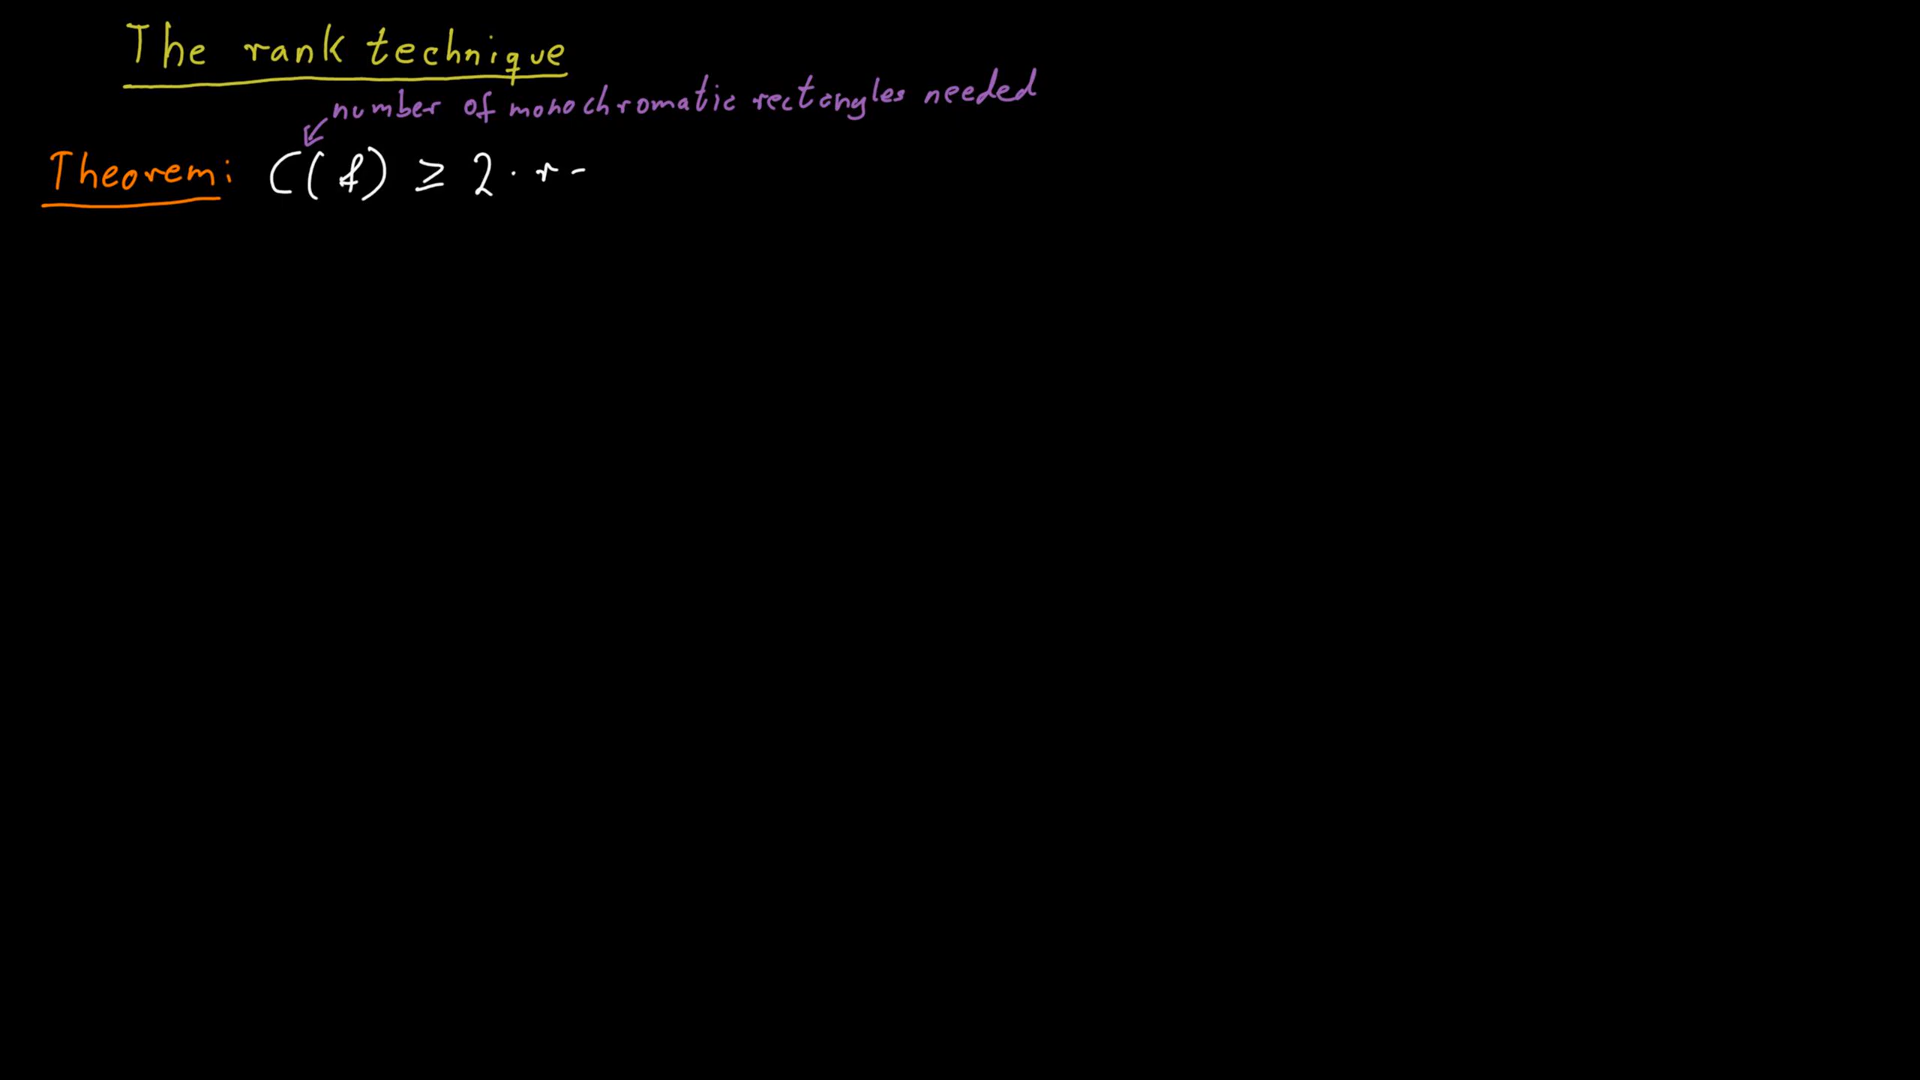 The rank technique
number of monochromatic rectangles needed
Theorem: C(f) ≥ 2 · r